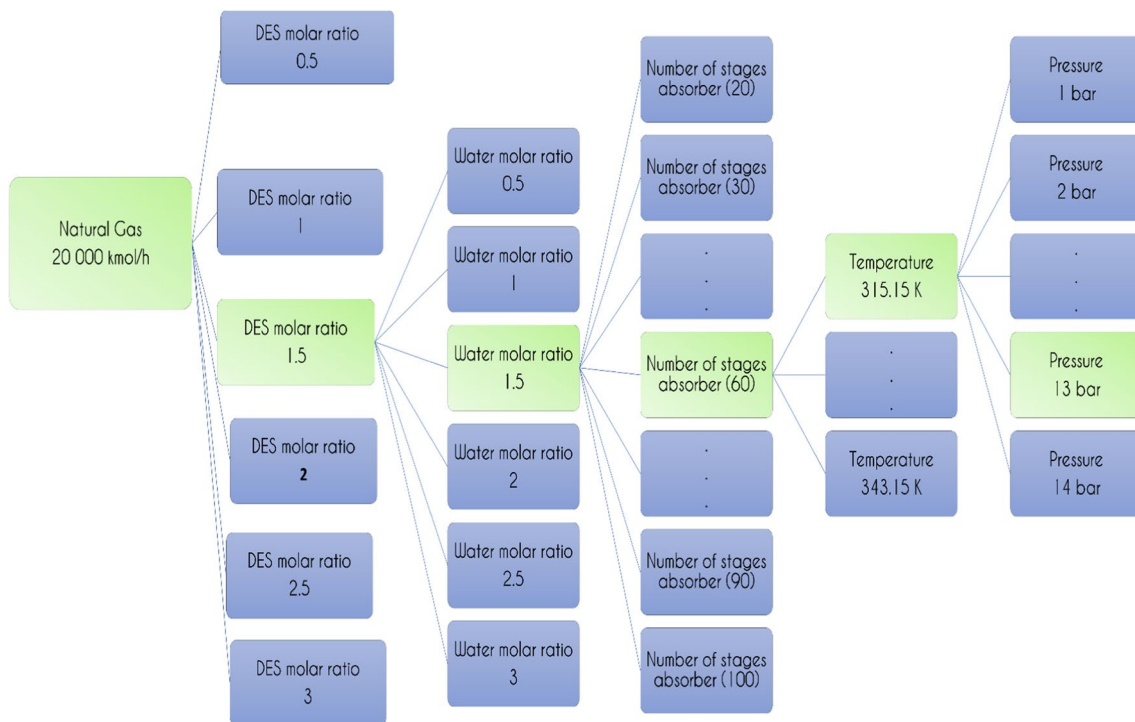 Natural Gas
20 000 kmol/h
DES molar ratio
0.5
DES molar ratio
1
DES molar ratio
1.5
DES molar ratio
2
DES molar ratio
2.5
DES molar ratio
3
Water molar ratio
0.5
Water molar ratio
1
Water molar ratio
1.5
Water molar ratio
2
Water molar ratio
2.5
Water molar ratio
3
Number of stages
absorber (20)
Number of stages
absorber (30)
.
.
.
Number of stages
absorber (60)
.
.
.
Number of stages
absorber (90)
Number of stages
absorber (100)
Temperature
315.15 K
.
.
.
Temperature
343.15 K
Pressure
1 bar
Pressure
2 bar
.
.
.
Pressure
13 bar
Pressure
14 bar